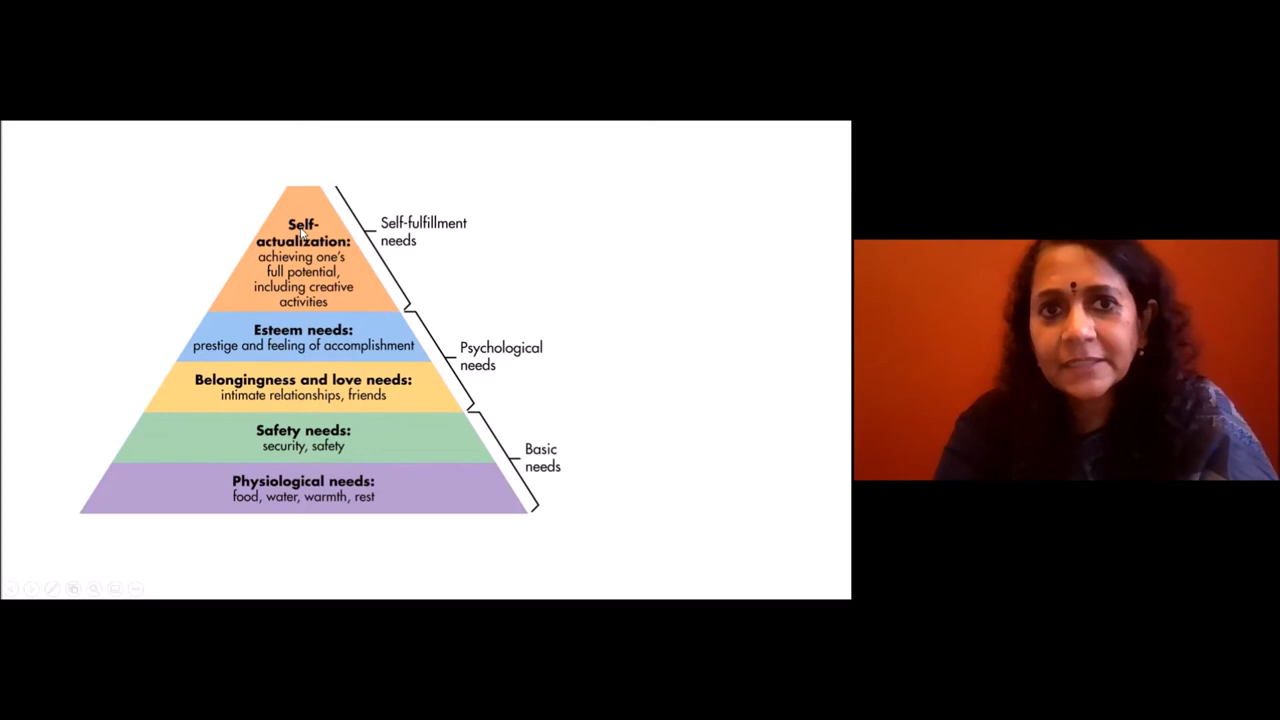 Self-
actualization:
achieving one's
full potential,
including creative
activities
Self-fulfillment
needs
Esteem needs:
prestige and feeling of accomplishment
Psychological
needs
Belongingness and love needs:
intimate relationships, friends
Safety needs:
security, safety
Basic
needs
Physiological needs:
food, water, warmth, rest